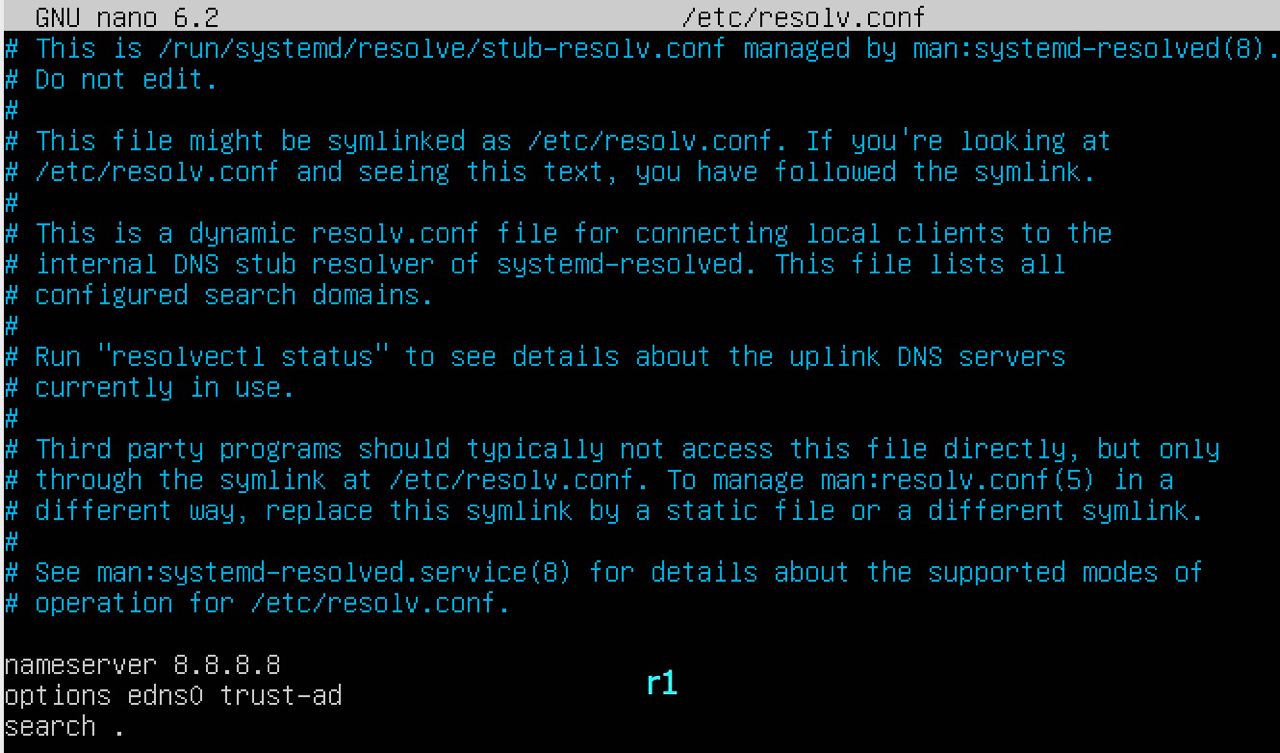 GNU nano 6.2 /etc/resolv.conf
# This is /run/systemd/resolve/stub-resolv.conf managed by man:systemd-resolved(8).
# Do not edit.
#
# This file might be symlinked as /etc/resolv.conf. If you're looking at
# /etc/resolv.conf and seeing this text, you have followed the symlink.
#
# This is a dynamic resolv.conf file for connecting local clients to the
# internal DNS stub resolver of systemd-resolved. This file lists all
# configured search domains.
#
# Run "resolvectl status" to see details about the uplink DNS servers
# currently in use.
#
# Third party programs should typically not access this file directly, but only
# through the symlink at /etc/resolv.conf. To manage man:resolv.conf(5) in a
# different way, replace this symlink by a static file or a different symlink.
#
# See man:systemd-resolved.service(8) for details about the supported modes of
# operation for /etc/resolv.conf.
nameserver 8.8.8.8
r1
options edns0 trust-ad
search .